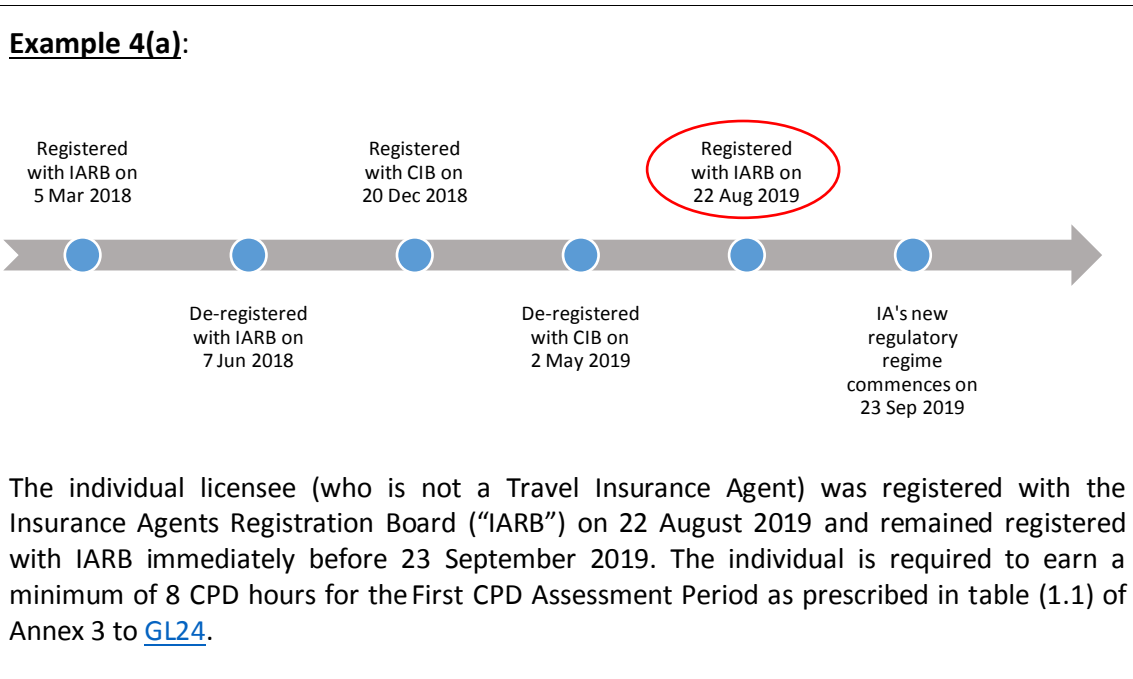 Example 4(a):
Registered
with IARB on
5 Mar 2018
Registered
with CIB on
20 Dec 2018
Registered
with IARB on
22 Aug 2019
De-registered
with IARB on
7 Jun 2018
De-registered
with CIB on
2 May 2019
IA's new
regulatory
regime
commences on
23 Sep 2019
The individual licensee (who is not a Travel Insurance Agent) was registered with the
Insurance Agents Registration Board (“IARB”) on 22 August 2019 and remained registered
with IARB immediately before 23 September 2019. The individual is required to earn a
minimum of 8 CPD hours for the First CPD Assessment Period as prescribed in table (1.1) of
Annex 3 to GL24.